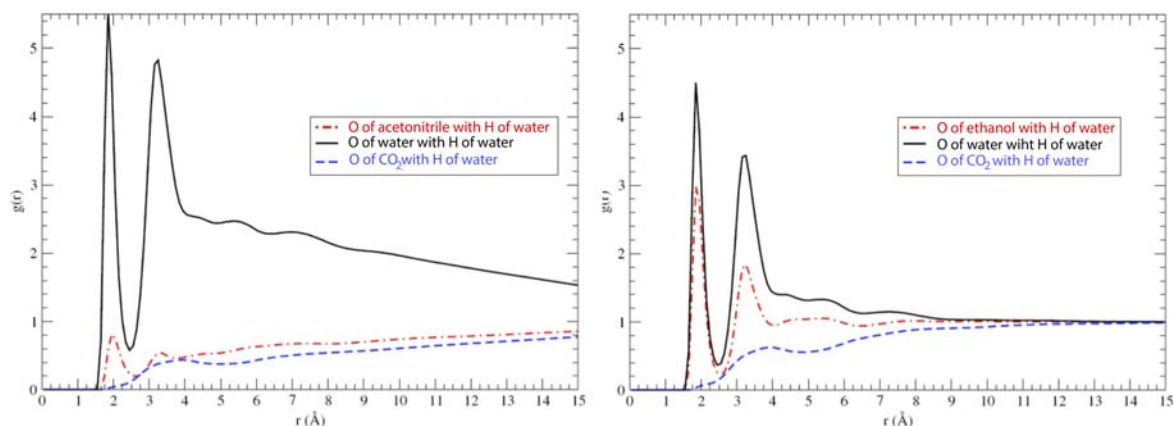 5
4
3
2
1
0
g(r)
O of acetonitrile with H of water
O of water with H of water
O of CO2 with H of water
0 1 2 3 4 5 6 7 8 9 10 11 12 13 14 15
r (Å)
5
4
3
2
1
0
g(r)
O of ethanol with H of water
O of water wiht H of water
O of CO2 with H of water
0 1 2 3 4 5 6 7 8 9 10 11 12 13 14 15
r (Å)